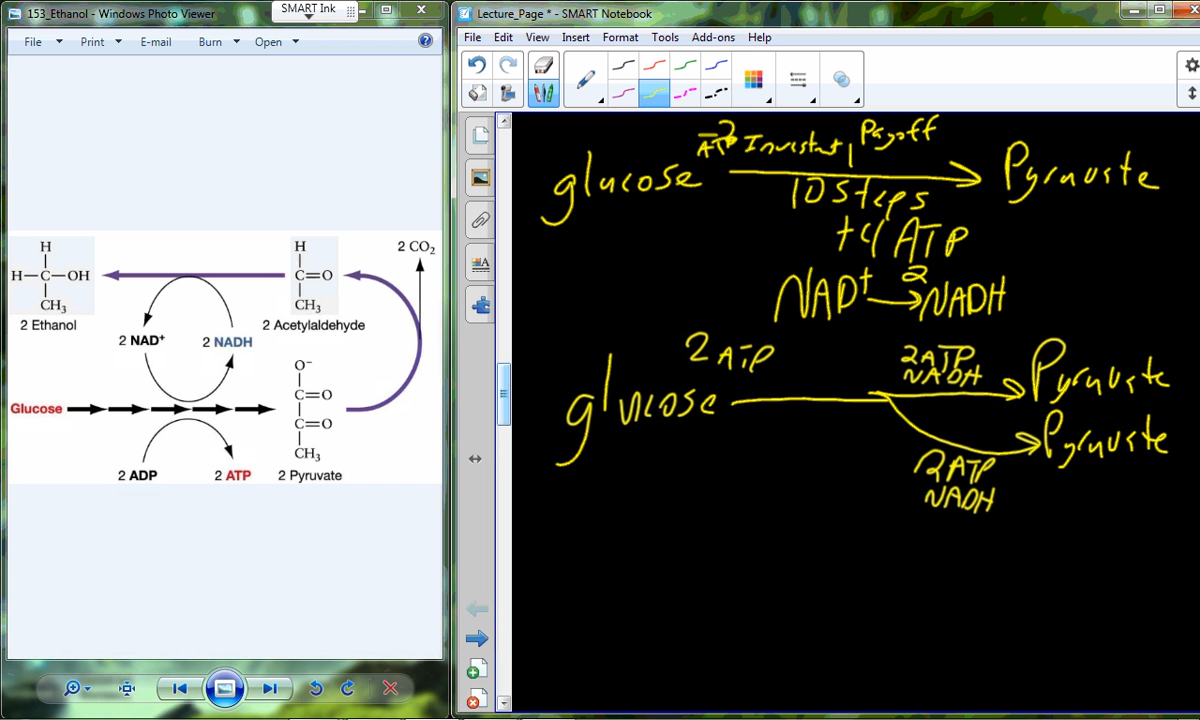 153_Ethanol - Windows Photo Viewer
SMART Ink
File Print E-mail Burn Open
H
H–C–OH
CH3
2 Ethanol
H
C=O
CH3
2 Acetylaldehyde
2 CO2
2 NAD+
2 NADH
Glucose
O-
C=O
C=O
CH3
2 ADP
2 ATP
2 Pyruvate
Lecture_Page * - SMART Notebook
File Edit View Insert Format Tools Add-ons Help
-2
ATP
Payoff
glucose
Pyruvate
10 Steps
+4 ATP
2
NAD+ → NADH
2 ATP
glucose
2ATP
NADH
Pyruvate
Pyruvate
2ATP
NADH